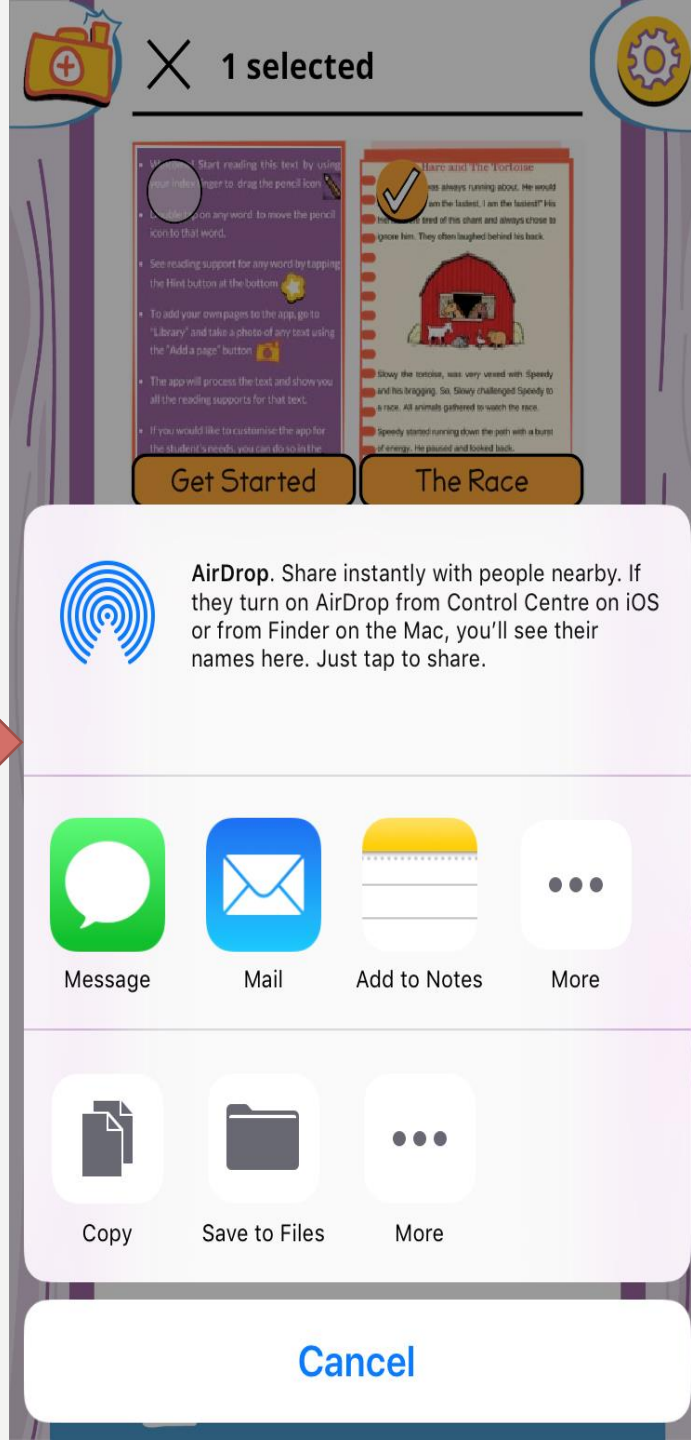 1 selected
• Welcome! Start reading this text by using
your index finger to drag the pencil icon
• Double tap on any word to move the pencil
icon to that word.
• See reading support for any word by tapping
the Hint button at the bottom
• To add your own pages to the app, go to
"Library" and take a photo of any text using
the "Add a page" button
• The app will process the text and show you
all the reading supports for that text.
• If you would like to customise the app for
the student's needs, you can do so in the
Get Started
Hare and The Tortoise
was always running about. He would
am the fastest, I am the fastest!" His
tired of this chant and always chose to
ignore him. They often laughed behind his back.
Slowy the tortoise, was very vexed with Speedy
and his bragging. So, Slowy challenged Speedy to
a race. All animals gathered to watch the race.
Speedy started running down the path with a burst
of energy. He paused and looked back.
The Race
AirDrop. Share instantly with people nearby. If
they turn on AirDrop from Control Centre on iOS
or from Finder on the Mac, you'll see their
names here. Just tap to share.
Message
Mail
Add to Notes
More
Copy
Save to Files
More
Cancel